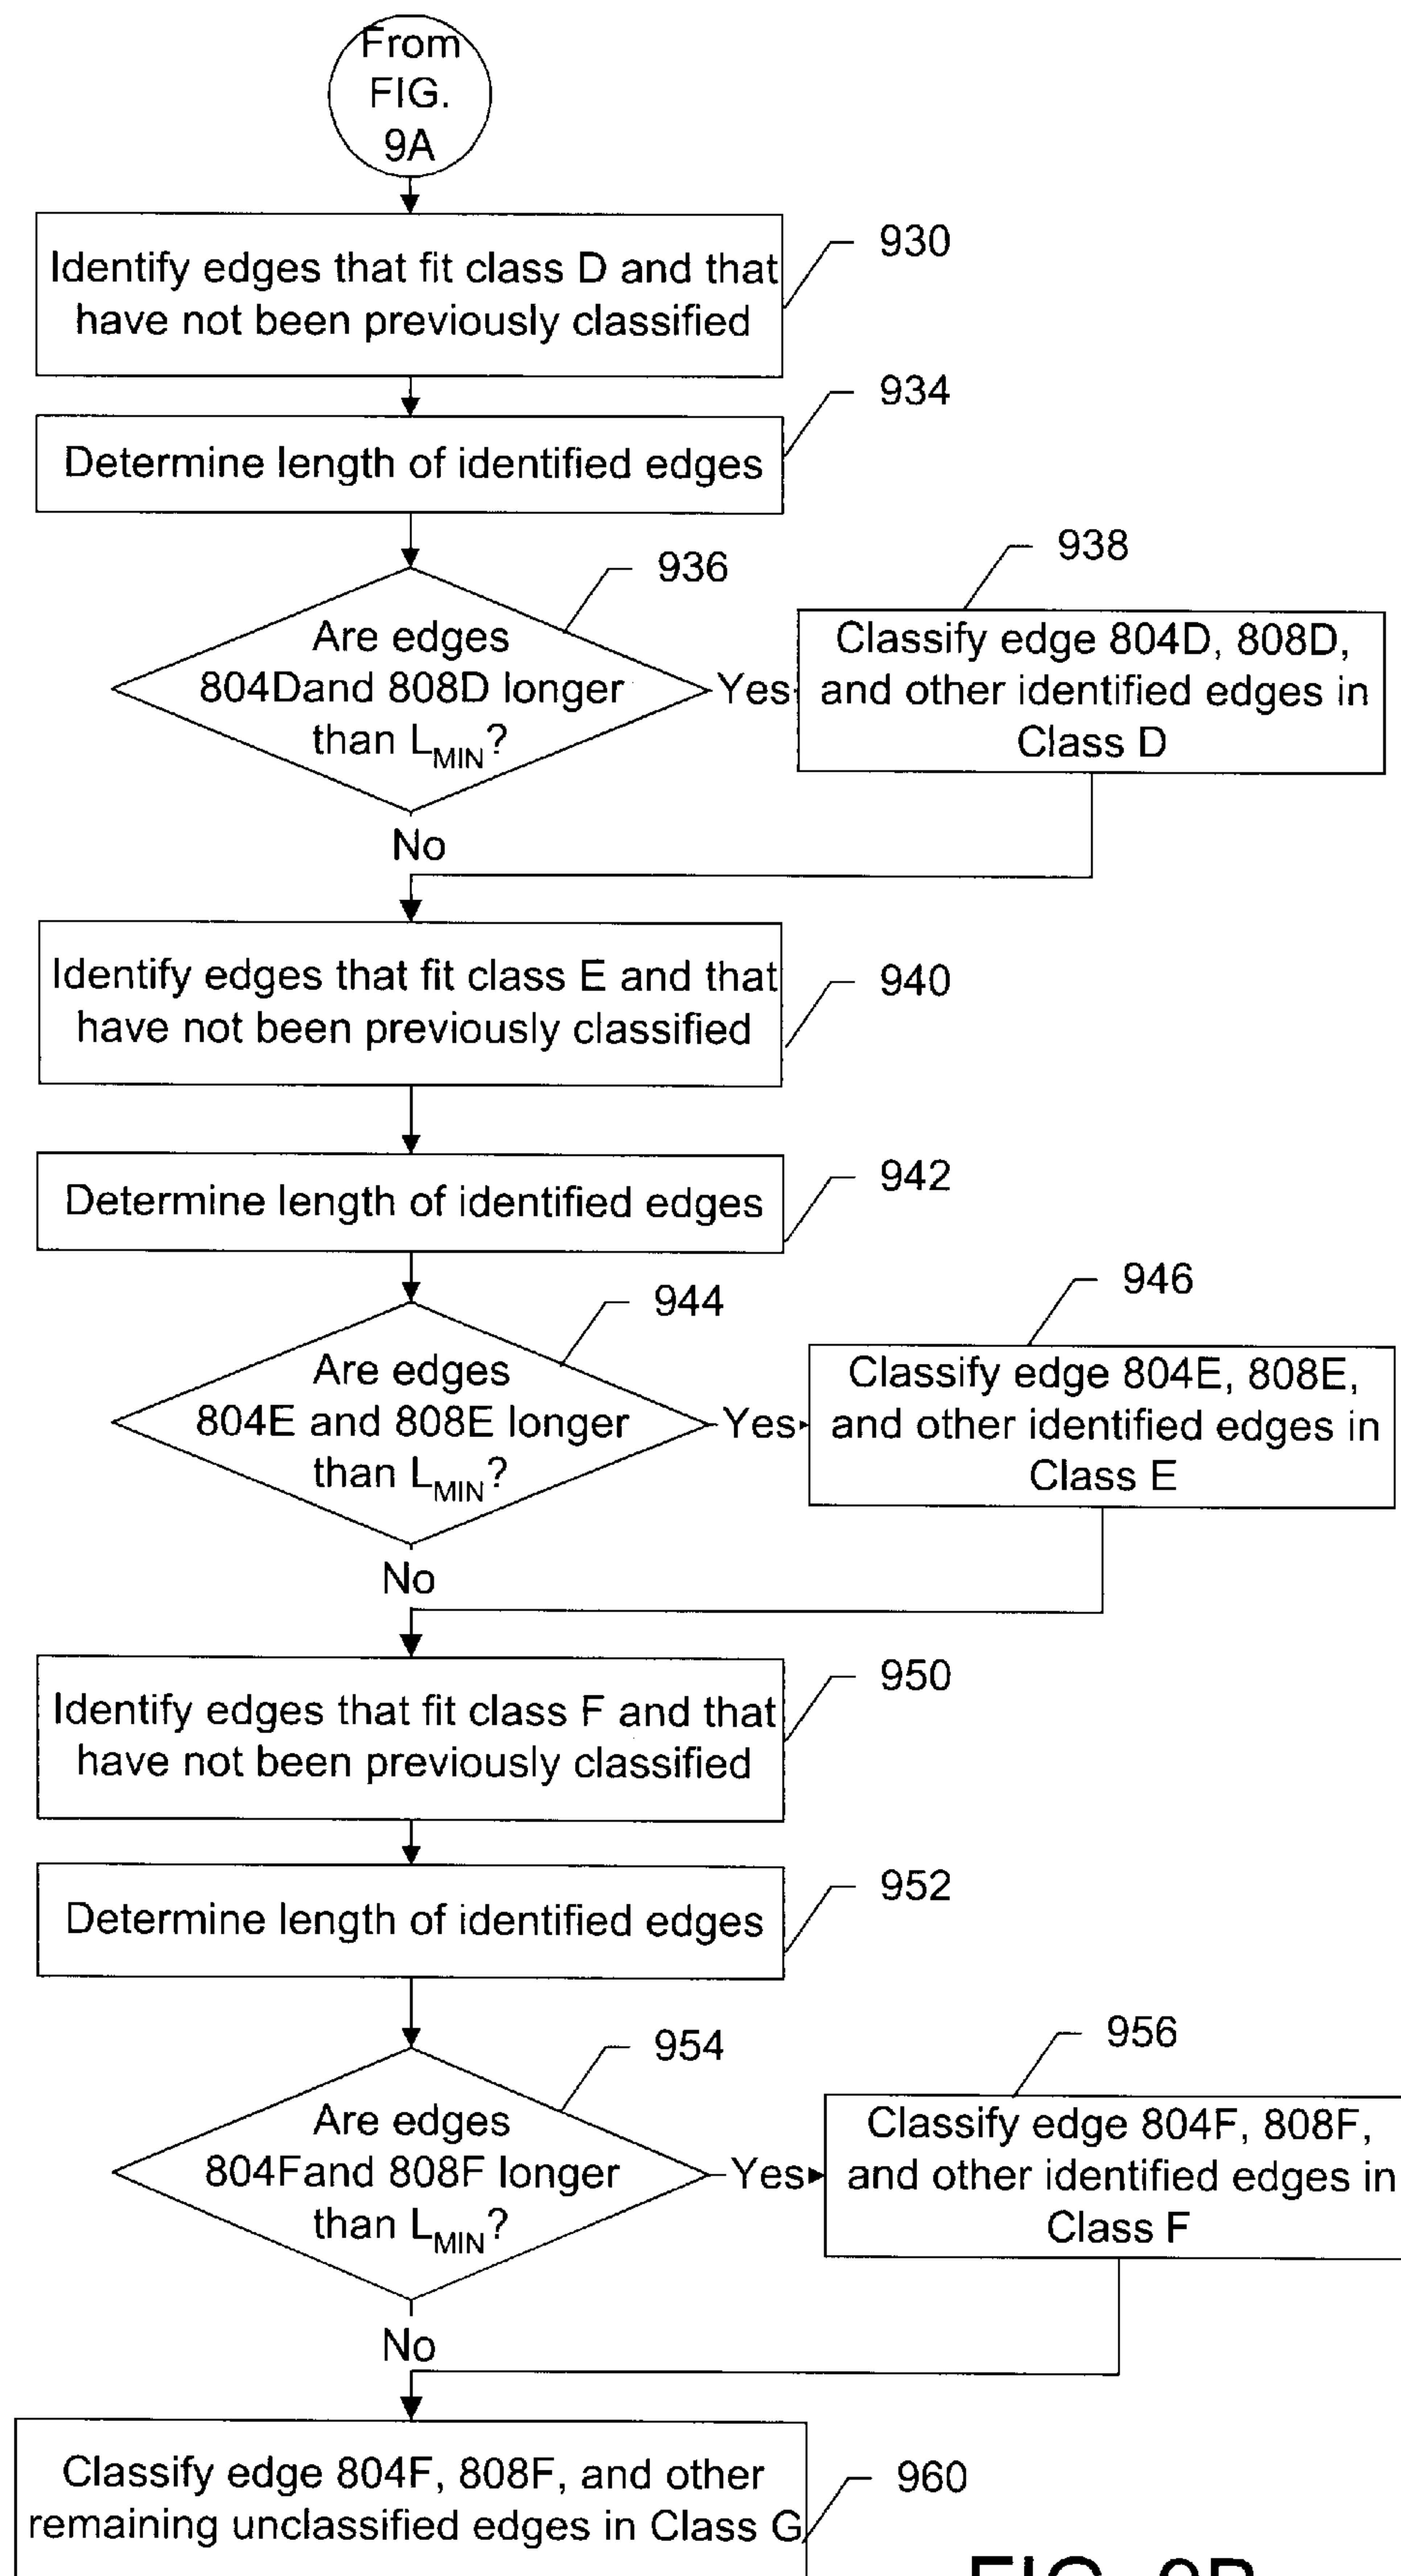 From
FIG.
9A
Identify edges that fit class D and that
have not been previously classified
930
Determine length of identified edges
934
Are edges
804Dand 808D longer
than LMIN?
936
Yes
Classify edge 804D, 808D,
and other identified edges in
Class D
938
No
Identify edges that fit class E and that
have not been previously classified
940
Determine length of identified edges
942
Are edges
804E and 808E longer
than LMIN?
944
Yes
Classify edge 804E, 808E,
and other identified edges in
Class E
946
No
Identify edges that fit class F and that
have not been previously classified
950
Determine length of identified edges
952
Are edges
804Fand 808F longer
than LMIN?
954
Yes
Classify edge 804F, 808F,
and other identified edges in
Class F
956
No
Classify edge 804F, 808F, and other
remaining unclassified edges in Class G
960
FIG. 9B